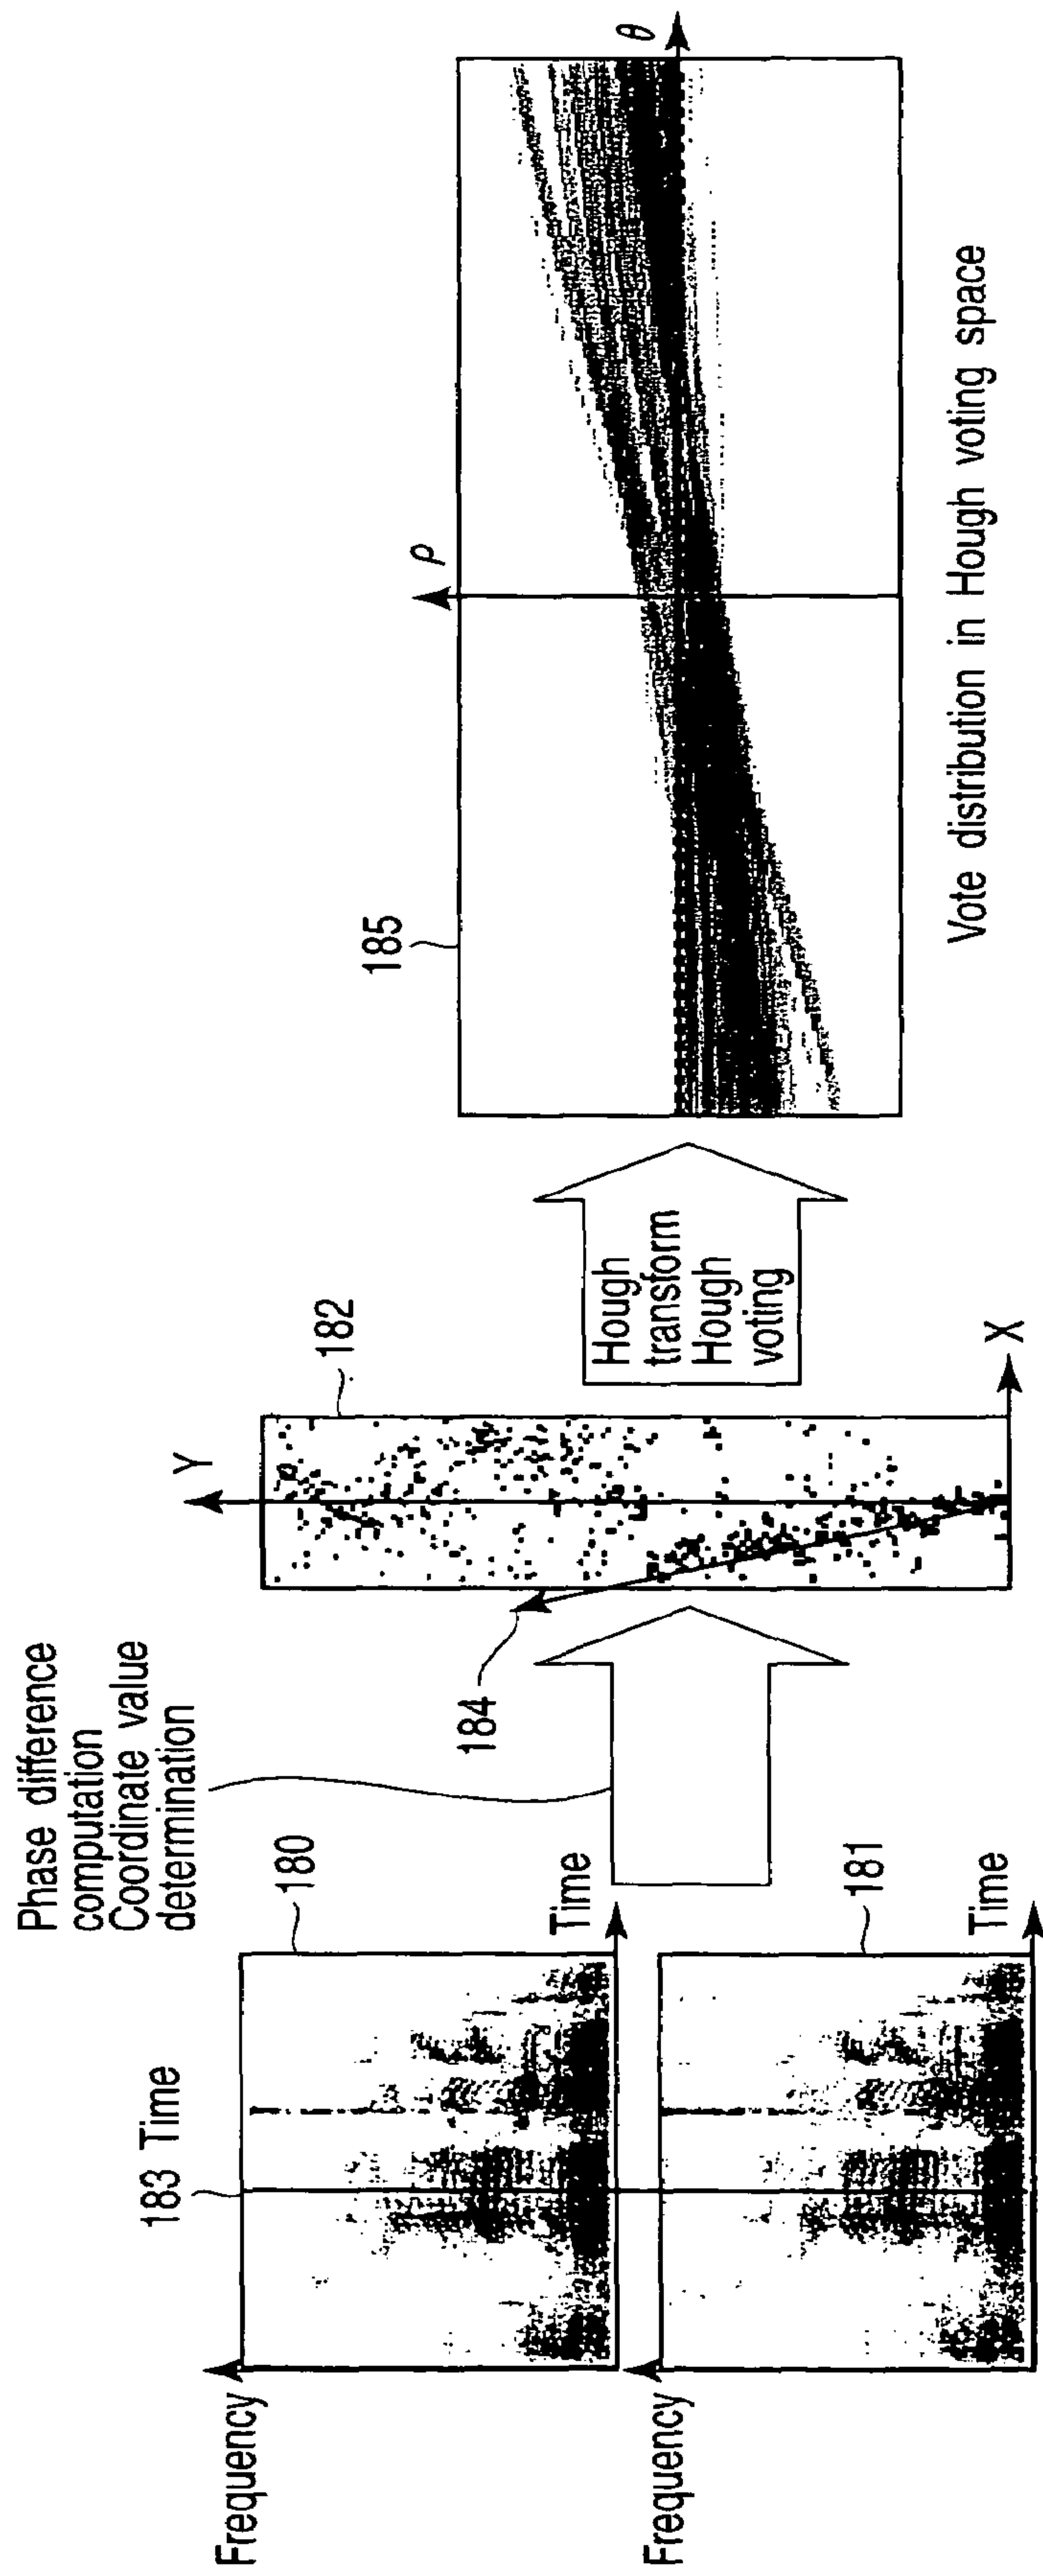 Phase difference
computation
Coordinate value
determination
183 Time
Frequency
180
Time
Frequency
181
Time
184
Y
182
X
Hough
transform
Hough
voting
185
ρ
θ
Vote distribution in Hough voting space